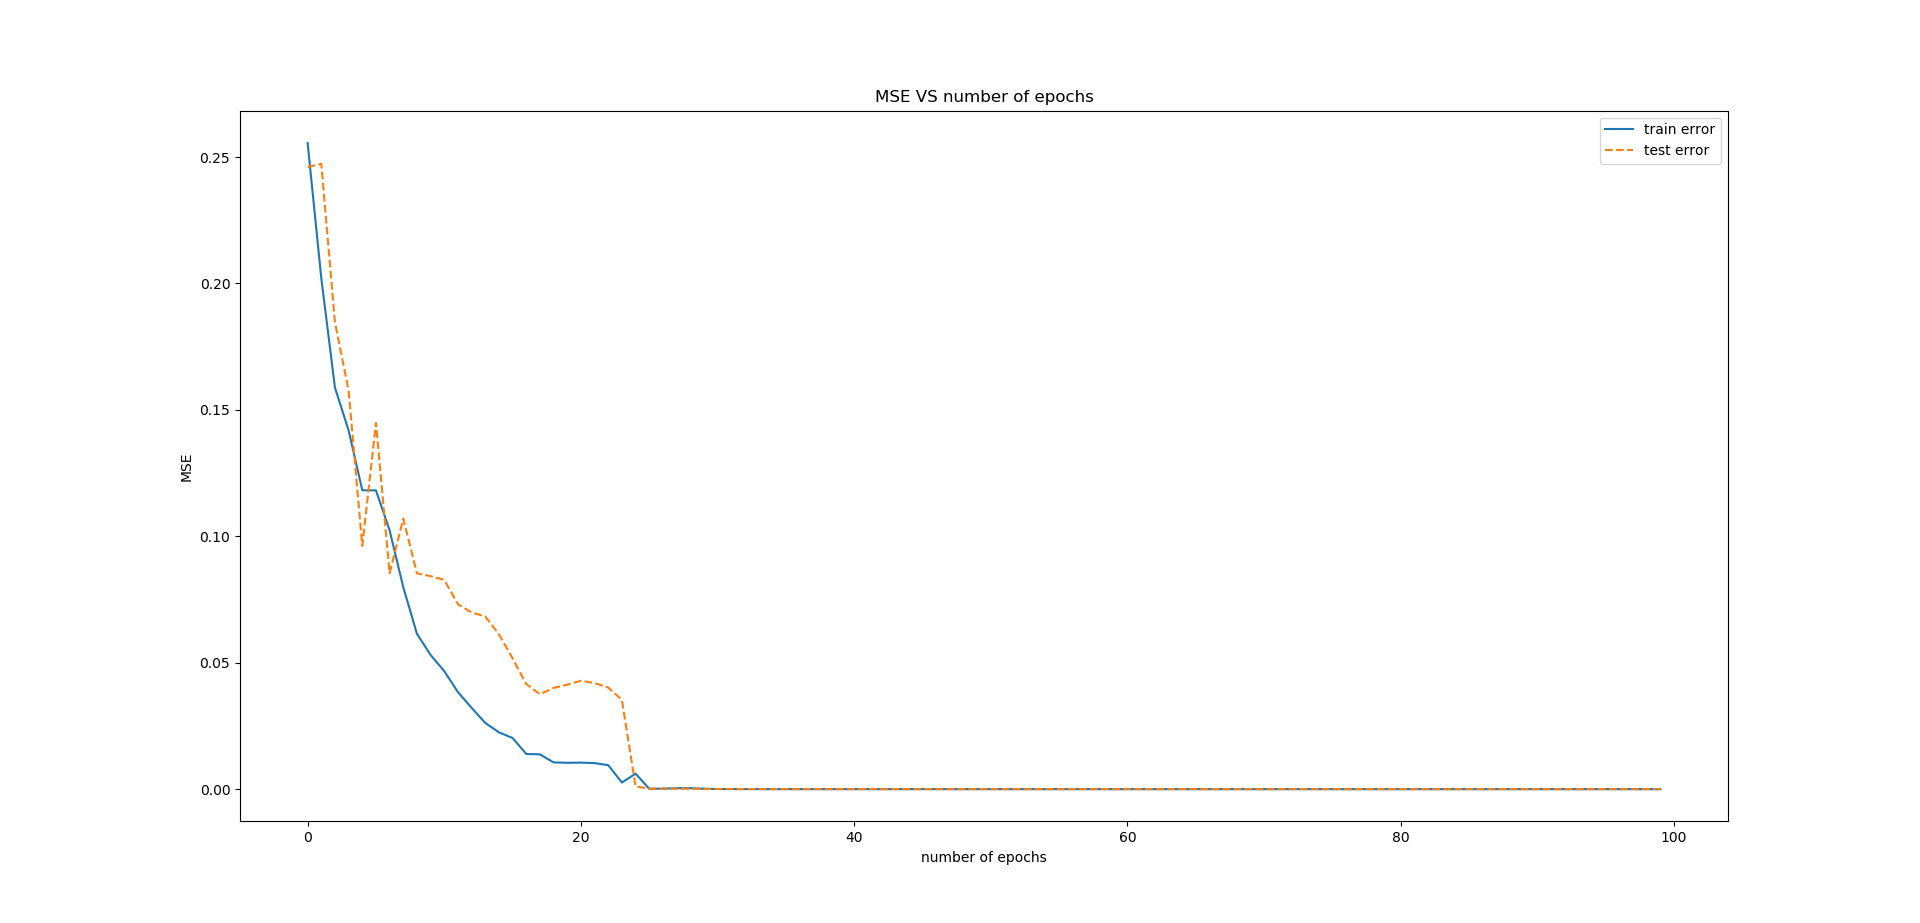 MSE VS number of epochs
train error
test error
0.25
0.20
0.15
0.10
0.05
0.00
MSE
0 20 40 60 80 100
number of epochs